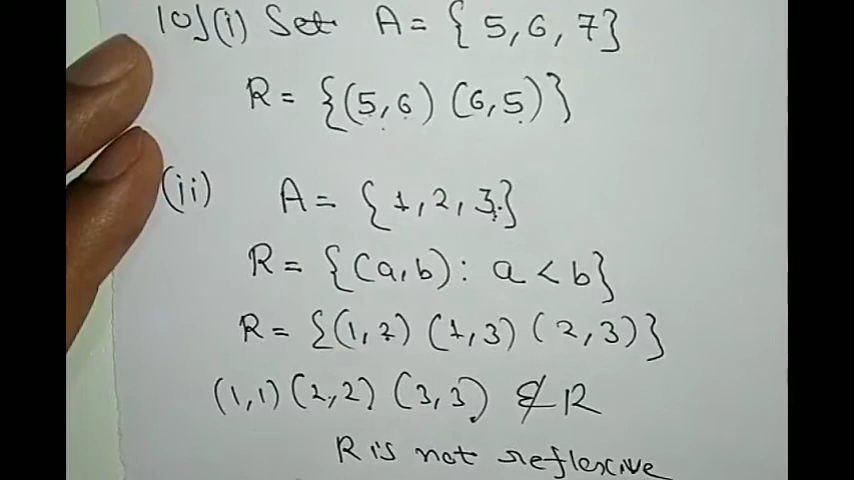 10](i) Set A = {5, 6, 7}
R = {(5, 6) (6, 5)}
(ii) A = {1, 2, 3}
R = {(a, b) : a < b}
R = {(1, 2) (1, 3) (2, 3)}
(1, 1) (2, 2) (3, 3) ∉ R
R is not reflexive